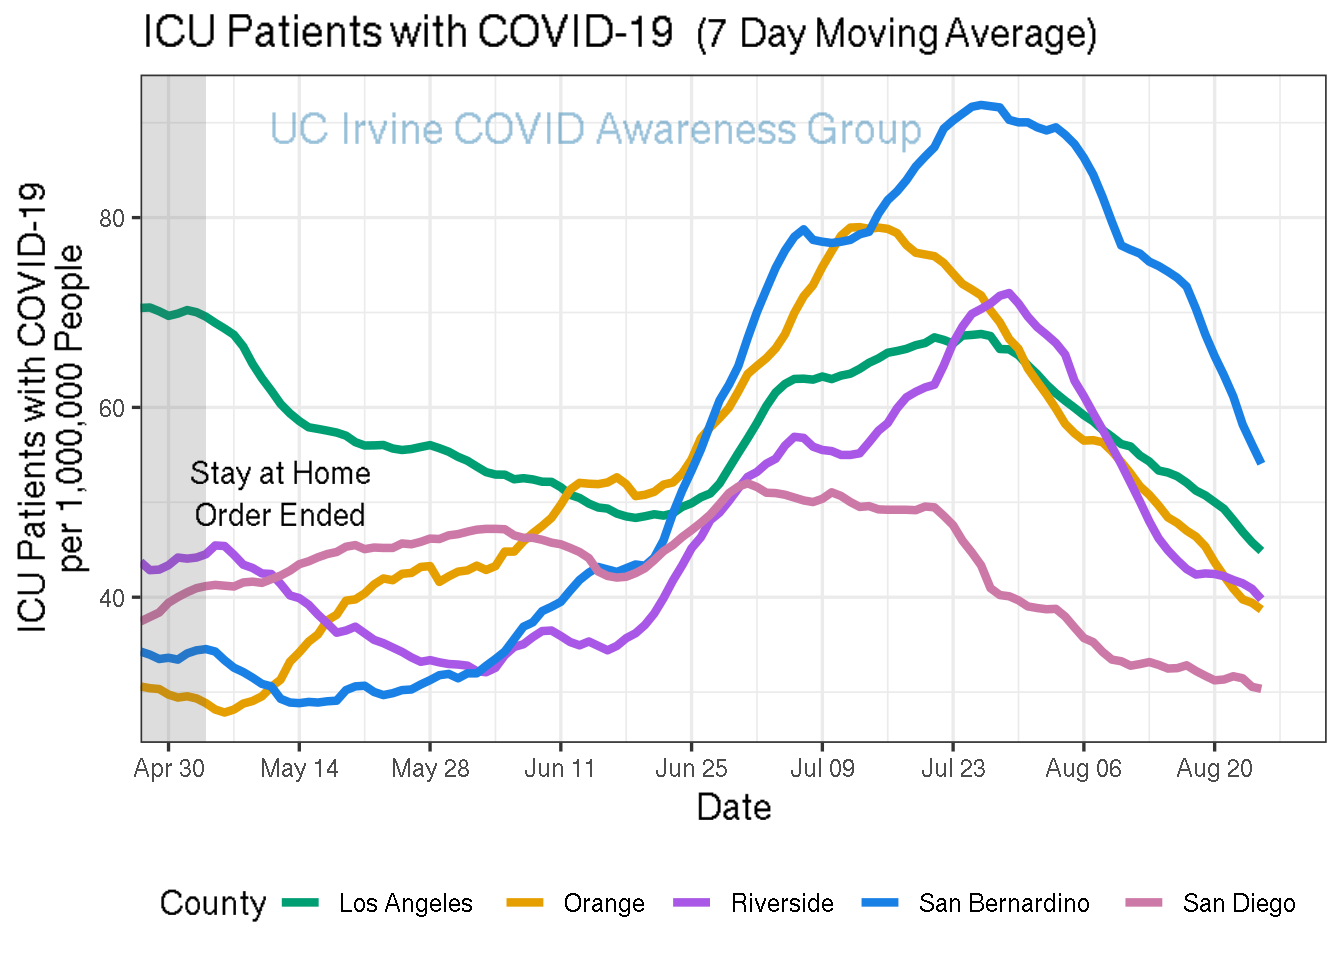 ICU Patients with COVID-19 (7 Day Moving Average)
UC Irvine COVID Awareness Group
ICU Patients with COVID-19
per 1,000,000 People
80
60
40
Stay at Home
Order Ended
Apr 30 May 14 May 28 Jun 11 Jun 25 Jul 09 Jul 23 Aug 06 Aug 20
Date
County Los Angeles Orange Riverside San Bernardino San Diego